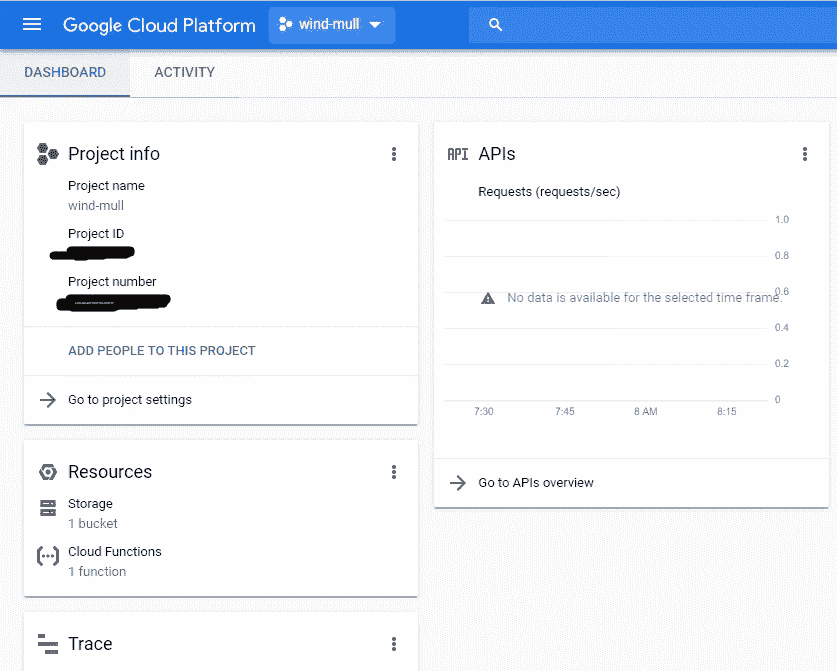 Google Cloud Platform
wind-mull
DASHBOARD
ACTIVITY
Project info
Project name
wind-mull
Project ID
Project number
ADD PEOPLE TO THIS PROJECT
Go to project settings
Resources
Storage
1 bucket
Cloud Functions
1 function
Trace
API APIs
Requests (requests/sec)
1.0
0.8
0.6
No data is available for the selected time frame.
0.4
0.2
0
7:30 7:45 8 AM 8:15
Go to APIs overview